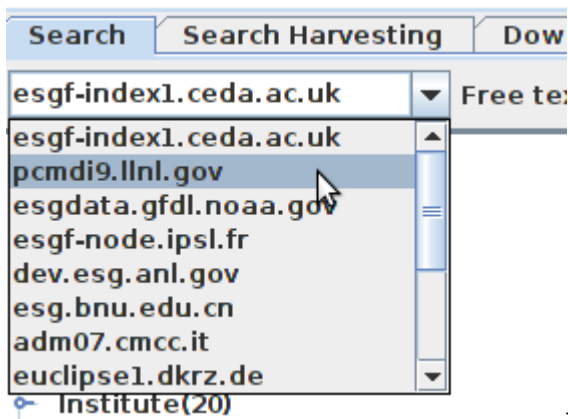 Search Search Harvesting Dow
esgf-index1.ceda.ac.uk Free tex
esgf-index1.ceda.ac.uk
pcmdi9.llnl.gov
esgdata.gfdl.noaa.gov
esgf-node.ipsl.fr
dev.esg.anl.gov
esg.bnu.edu.cn
adm07.cmcc.it
euclipse1.dkrz.de
Institute(20)